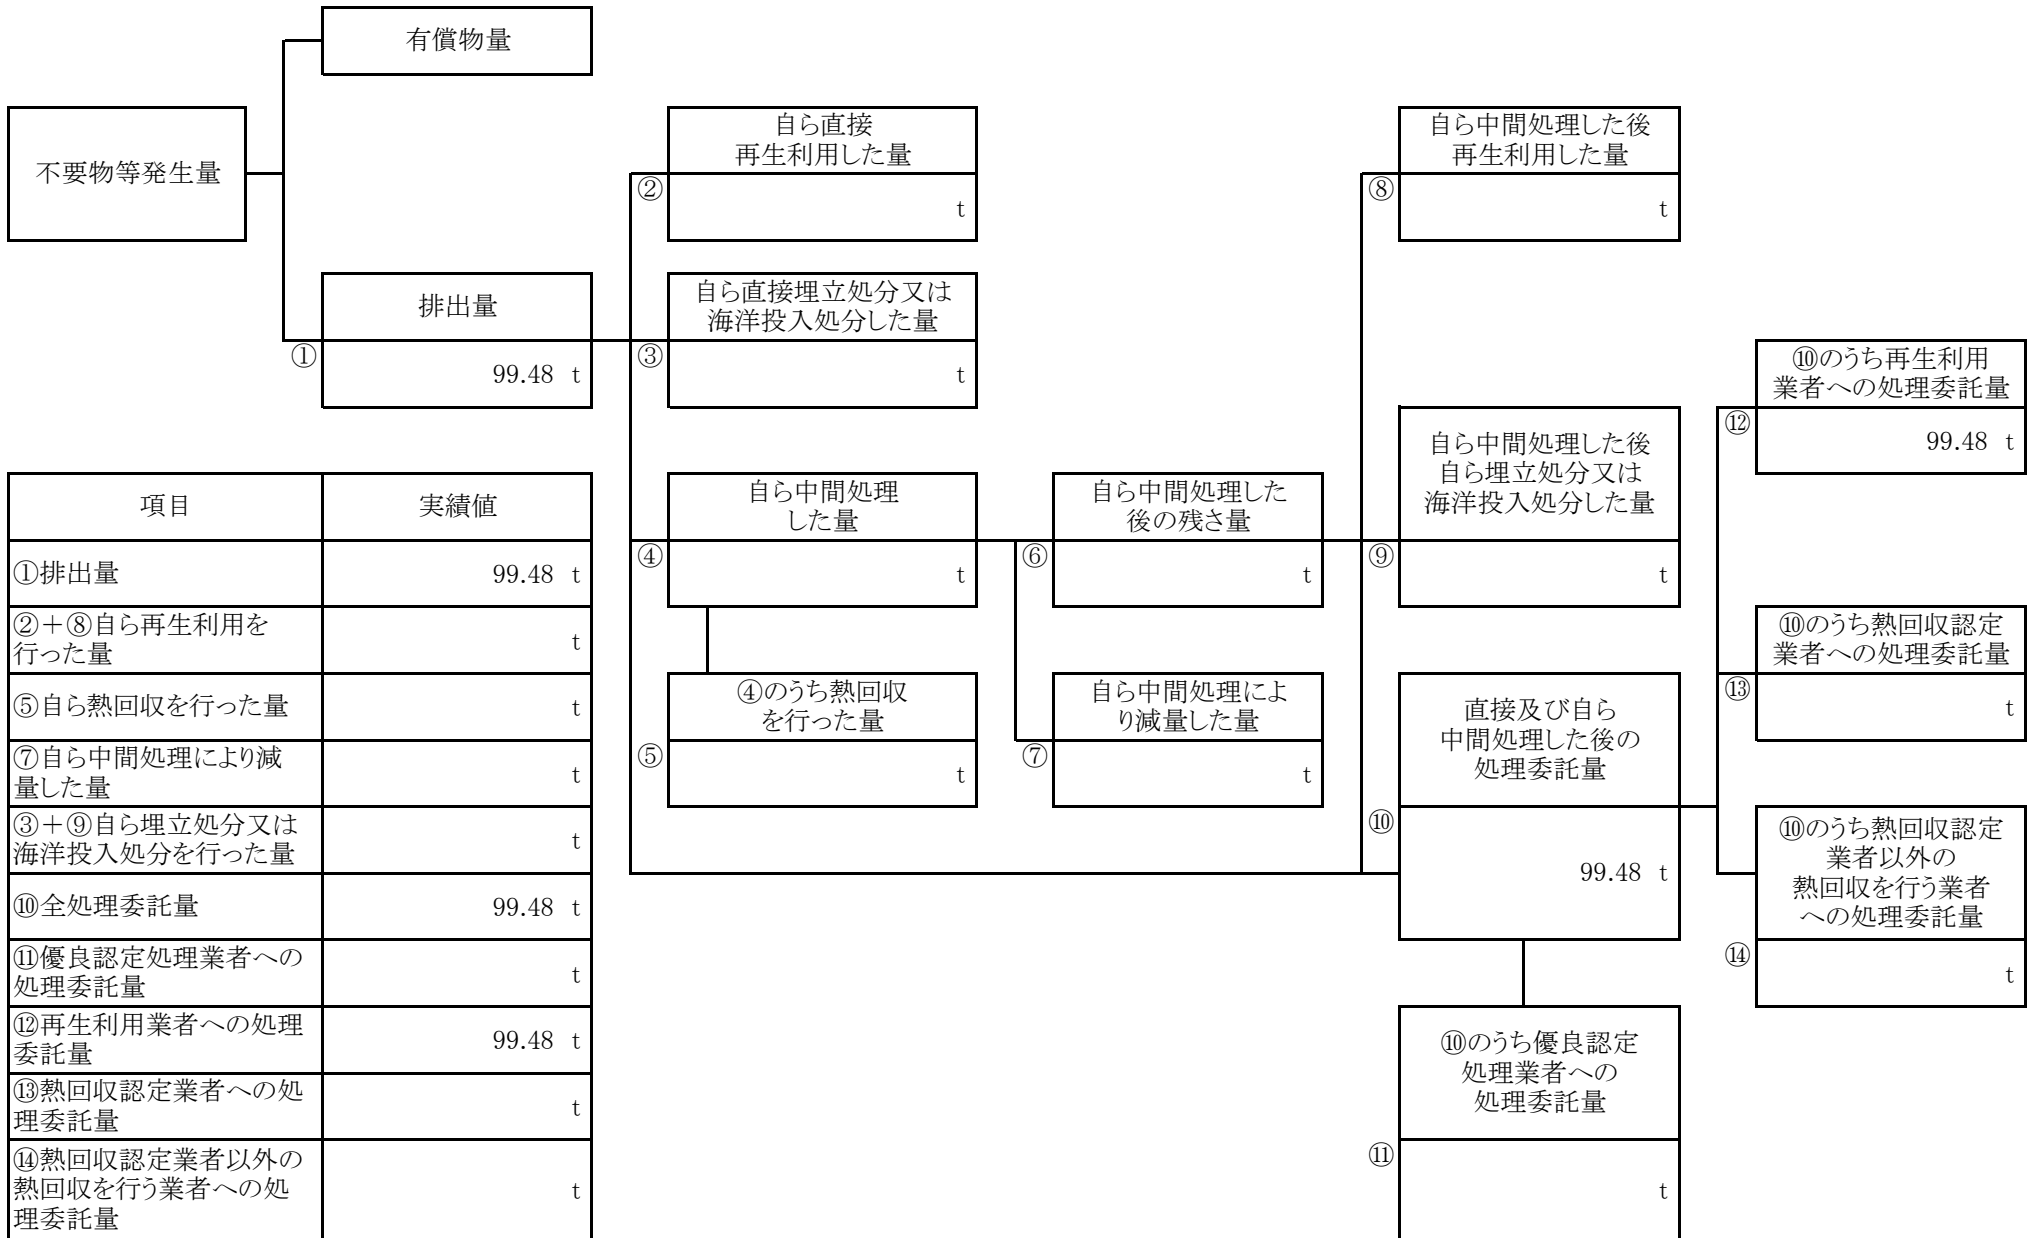 有償物量
不要物等発生量
自ら直接
再生利用した量
②
t
自ら中間処理した後
再生利用した量
⑧
t
排出量
①
99.48 t
自ら直接埋立処分又は
海洋投入処分した量
③
t
⑩のうち再生利用
業者への処理委託量
⑫
99.48 t
自ら中間処理
した量
④
t
自ら中間処理した
後の残さ量
⑥
t
自ら中間処理した後
自ら埋立処分又は
海洋投入処分した量
⑨
t
⑩のうち熱回収認定
業者への処理委託量
⑬
t
④のうち熱回収
を行った量
⑤
t
自ら中間処理によ
り減量した量
⑦
t
直接及び自ら
中間処理した後の
処理委託量
⑩
99.48 t
⑩のうち熱回収認定
業者以外の
熱回収を行う業者
への処理委託量
⑭
t
⑩のうち優良認定
処理業者への
処理委託量
⑪
t
項目 実績値
①排出量 99.48 t
②＋⑧自ら再生利用を
行った量 t
⑤自ら熱回収を行った量 t
⑦自ら中間処理により減
量した量 t
③＋⑨自ら埋立処分又は
海洋投入処分を行った量 t
⑩全処理委託量 99.48 t
⑪優良認定処理業者への
処理委託量 t
⑫再生利用業者への処理
委託量 99.48 t
⑬熱回収認定業者への処
理委託量 t
⑭熱回収認定業者以外の
熱回収を行う業者への処
理委託量 t